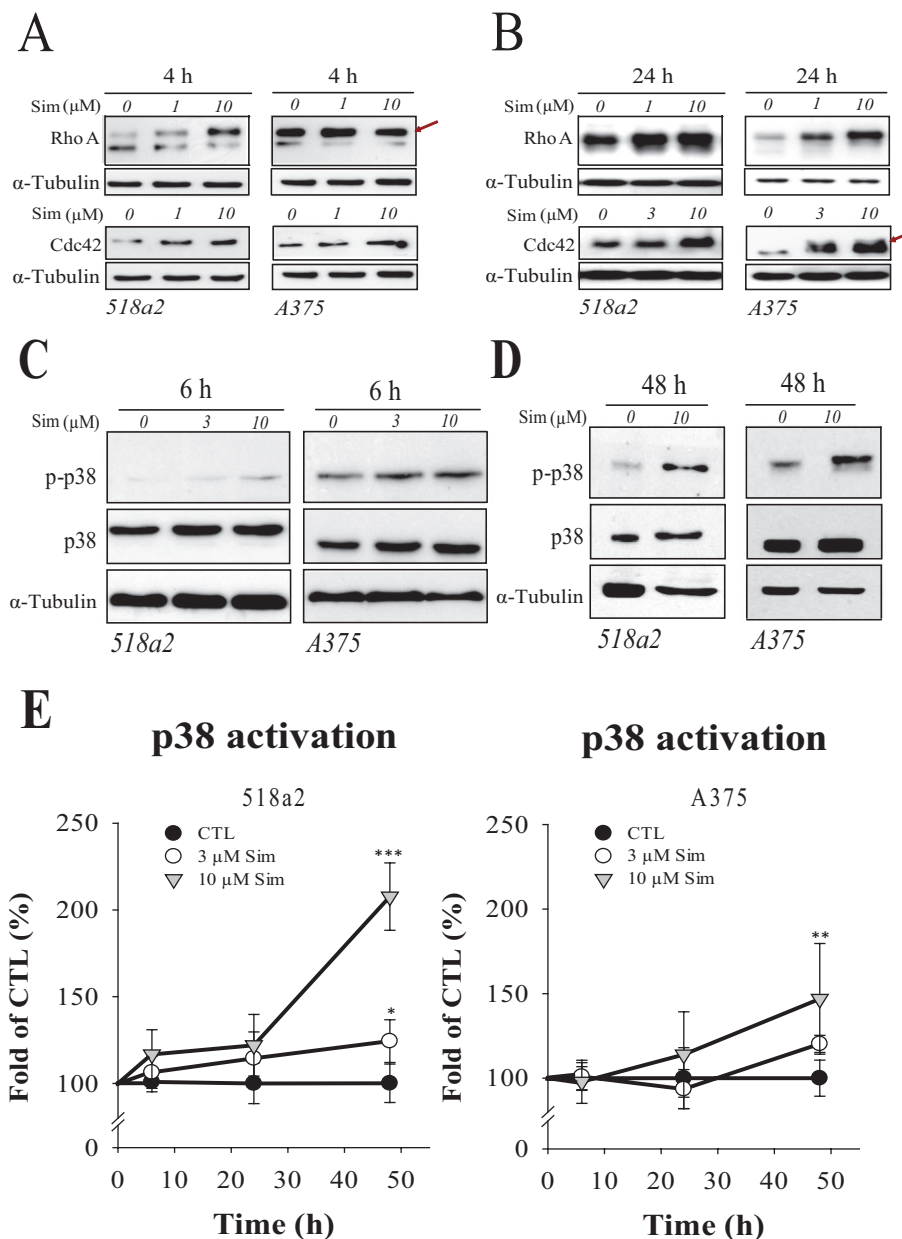 A
4 h
4 h
Sim (µM)
0
1
10
0
1
10
Rho A
α-Tubulin
Sim (µM)
0
1
10
0
1
10
Cdc42
α-Tubulin
518a2
A375
B
24 h
24 h
Sim (µM)
0
1
10
0
1
10
Rho A
α-Tubulin
Sim (µM)
0
3
10
0
3
10
Cdc42
α-Tubulin
518a2
A375
C
6 h
6 h
Sim (µM)
0
3
10
0
3
10
p-p38
p38
α-Tubulin
518a2
A375
D
48 h
48 h
Sim (µM)
0
10
0
10
p-p38
p38
α-Tubulin
518a2
A375
E
p38 activation
518a2
250
200
150
100
0
Fold of CTL (%)
CTL
3 µM Sim
10 µM Sim
***
*
0 10 20 30 40 50
Time (h)
p38 activation
A375
250
200
150
100
0
Fold of CTL (%)
CTL
3 µM Sim
10 µM Sim
**
0 10 20 30 40 50
Time (h)